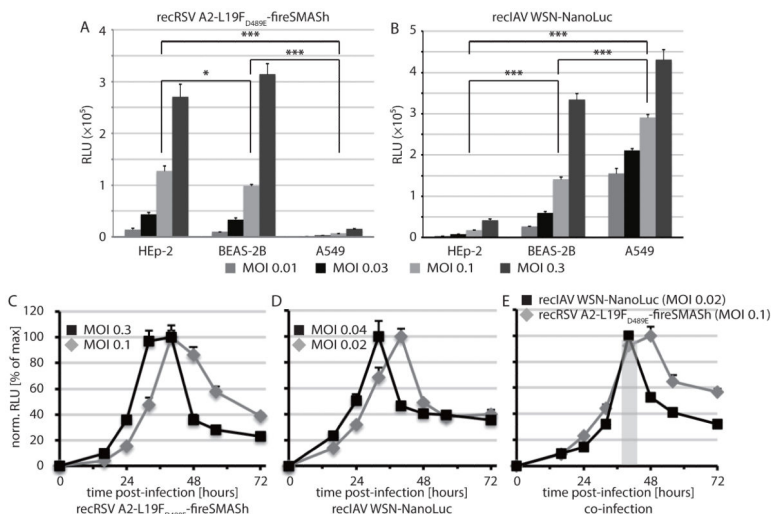 A
recRSV A2-L19F D489E-fireSMASh
***
***
*
RLU (×10⁵)
3
2
1
0
HEp-2 BEAS-2B A549
B
recIAV WSN-NanoLuc
***
***
***
RLU (×10⁵)
5
4
3
2
1
0
HEp-2 BEAS-2B A549
MOI 0.01 MOI 0.03 MOI 0.1 MOI 0.3
C
MOI 0.3
MOI 0.1
norm. RLU [% of max]
120
100
80
60
40
20
0
0 24 48 72
time post-infection [hours]
recRSV A2-L19F D489E-fireSMASh
D
MOI 0.04
MOI 0.02
0 24 48 72
time post-infection [hours]
recIAV WSN-NanoLuc
E
recIAV WSN-NanoLuc (MOI 0.02)
recRSV A2-L19F D489E-fireSMASh (MOI 0.1)
0 24 48 72
time post-infection [hours]
co-infection